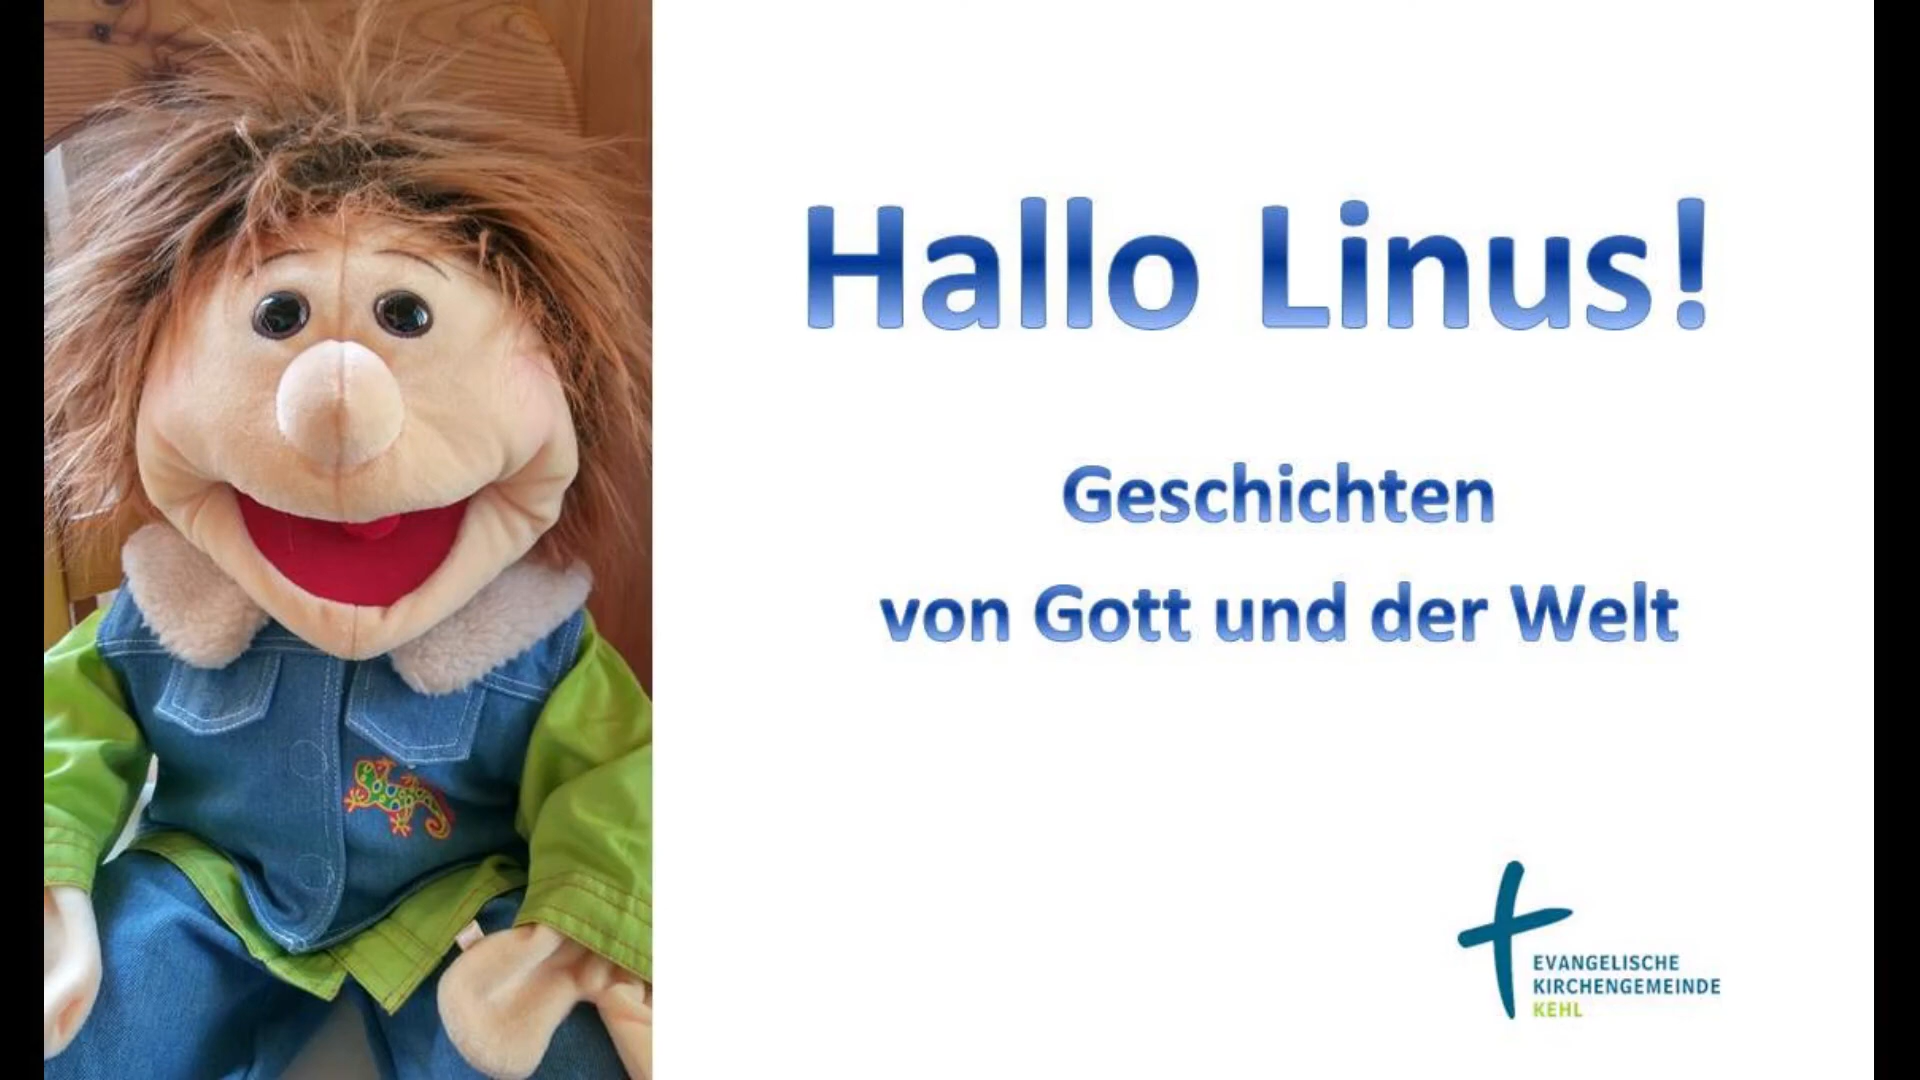 Hallo Linus!
Geschichten
von Gott und der Welt
EVANGELISCHE
KIRCHENGEMEINDE
KEHL